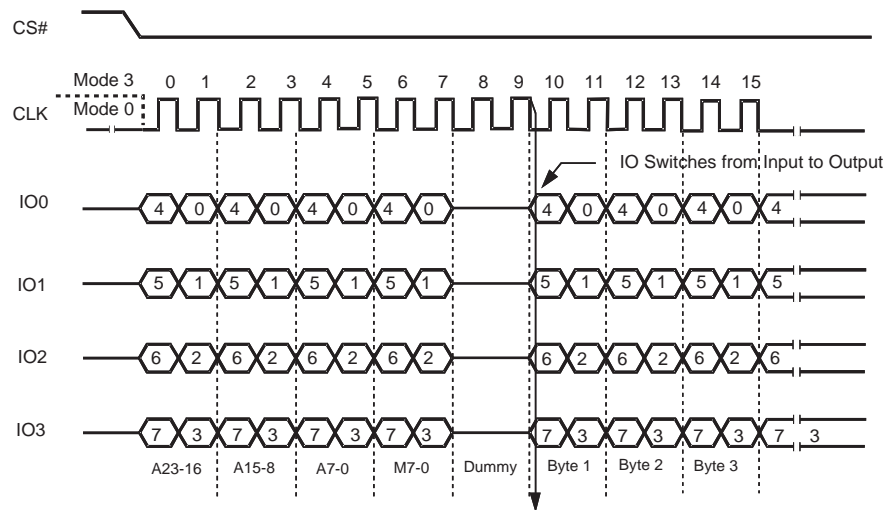 CS#
Mode 3 0 1 2 3 4 5 6 7 8 9 10 11 12 13 14 15
CLK Mode 0
IO Switches from Input to Output
IO0 4 0 4 0 4 0 4 0 4 0 4 0 4 0 4
IO1 5 1 5 1 5 1 5 1 5 1 5 1 5 1 5
IO2 6 2 6 2 6 2 6 2 6 2 6 2 6 2 6
IO3 7 3 7 3 7 3 7 3 7 3 7 3 7 3 7 3
A23-16 A15-8 A7-0 M7-0 Dummy Byte 1 Byte 2 Byte 3